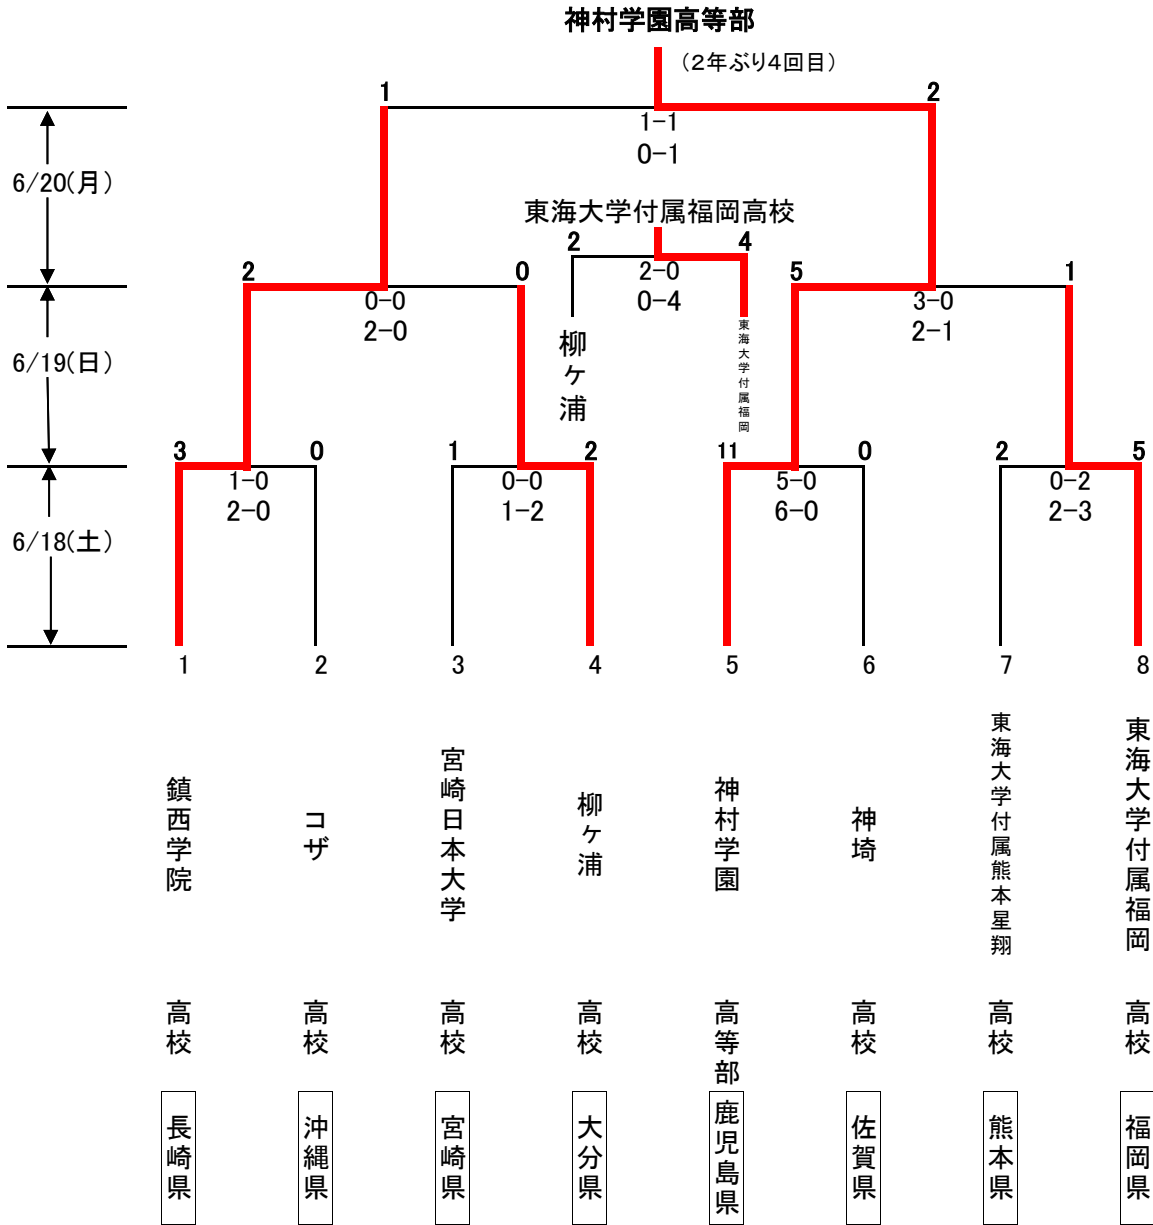 神村学園高等部
(2年ぶり4回目)
1
2
1-1
0-1
6/20(月)
東海大学付属福岡高校
2
4
2-0
0-4
柳ヶ浦
東海大学付属福岡
2
0
0-0
2-0
5
1
3-0
2-1
6/19(日)
3
0
1-0
2-0
1
2
0-0
1-2
11
0
5-0
6-0
2
5
0-2
2-3
6/18(土)
1
2
3
4
5
6
7
8
鎮西学院
高校
長崎県
コザ
高校
沖縄県
宮崎日本大学
高校
宮崎県
柳ヶ浦
高校
大分県
神村学園
高等部
鹿児島県
神埼
高校
佐賀県
東海大学付属熊本星翔
高校
熊本県
東海大学付属福岡
高校
福岡県